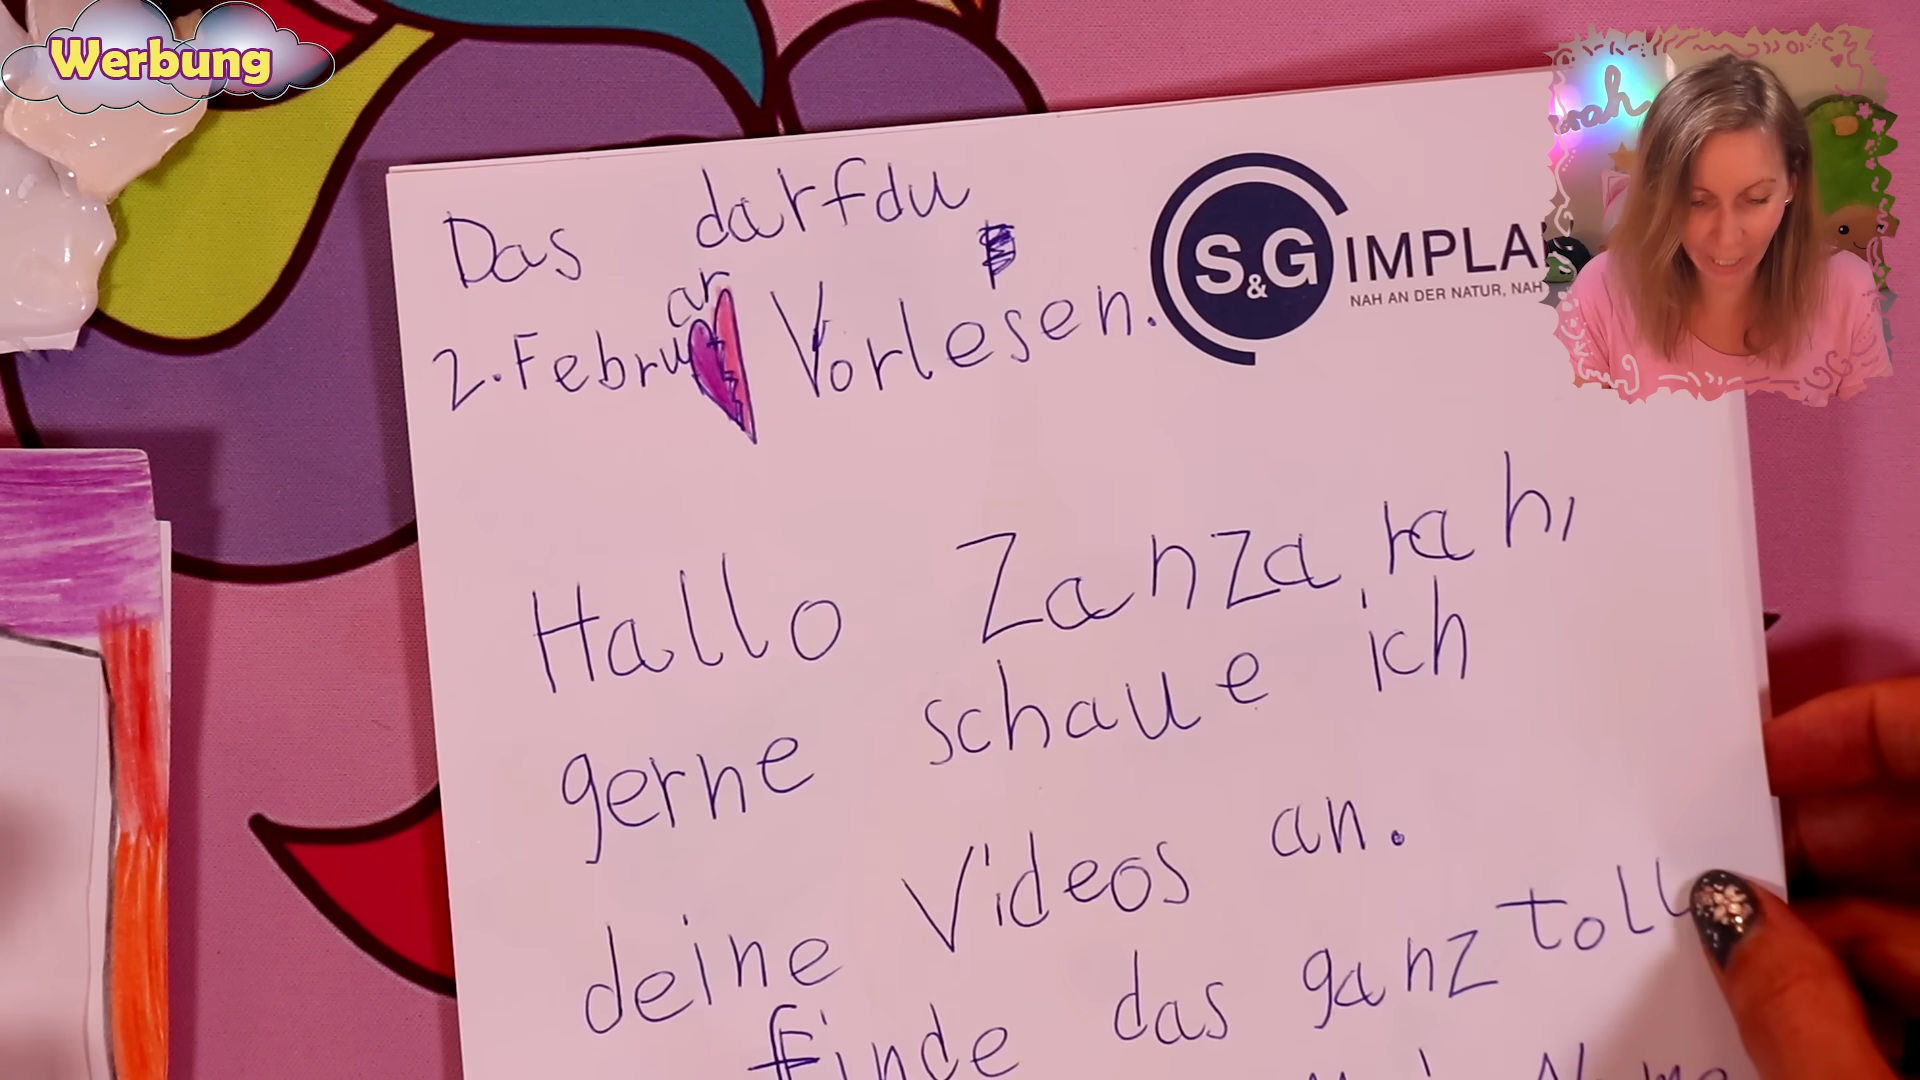 Werbung
Das darfdu
2. Februar Vorlesen.
S&G IMPLA
NAH AN DER NATUR, NAH
rah
Hallo Zanzarah,
gerne schaue ich
deine Videos an.
finde das ganz toll